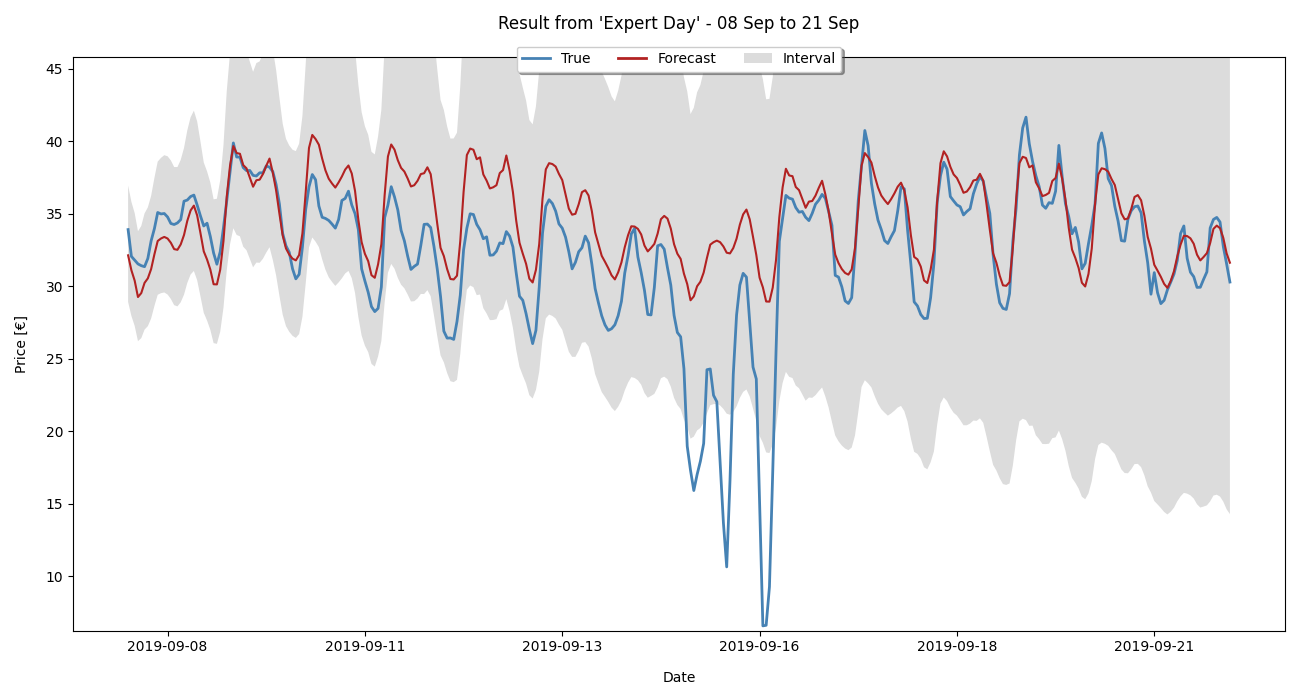 Result from 'Expert Day' - 08 Sep to 21 Sep
True Forecast Interval
45
40
35
30
25
20
15
10
Price [€]
2019-09-08 2019-09-11 2019-09-13 2019-09-16 2019-09-18 2019-09-21
Date